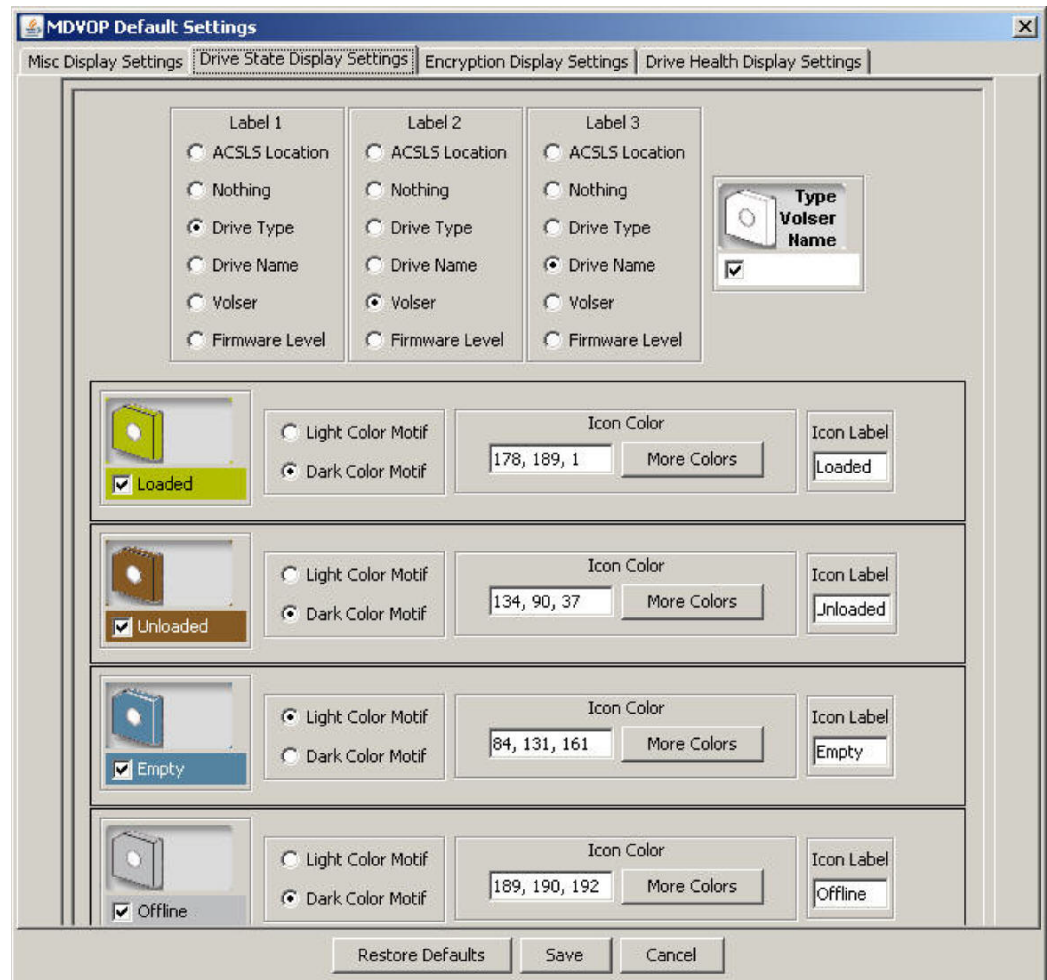 MDVOP Default Settings
Misc Display Settings Drive State Display Settings Encryption Display Settings Drive Health Display Settings
Label 1 Label 2 Label 3
ACSLS Location ACSLS Location ACSLS Location
Nothing Nothing Nothing
Drive Type Drive Type Drive Type
Drive Name Drive Name Drive Name
Volser Volser Volser
Firmware Level Firmware Level Firmware Level
Type
Volser
Name
Loaded
Light Color Motif
Dark Color Motif
Icon Color
178, 189, 1 More Colors
Icon Label
Loaded
Unloaded
Light Color Motif
Dark Color Motif
Icon Color
134, 90, 37 More Colors
Icon Label
Unloaded
Empty
Light Color Motif
Dark Color Motif
Icon Color
84, 131, 161 More Colors
Icon Label
Empty
Offline
Light Color Motif
Dark Color Motif
Icon Color
189, 190, 192 More Colors
Icon Label
Offline
Restore Defaults Save Cancel